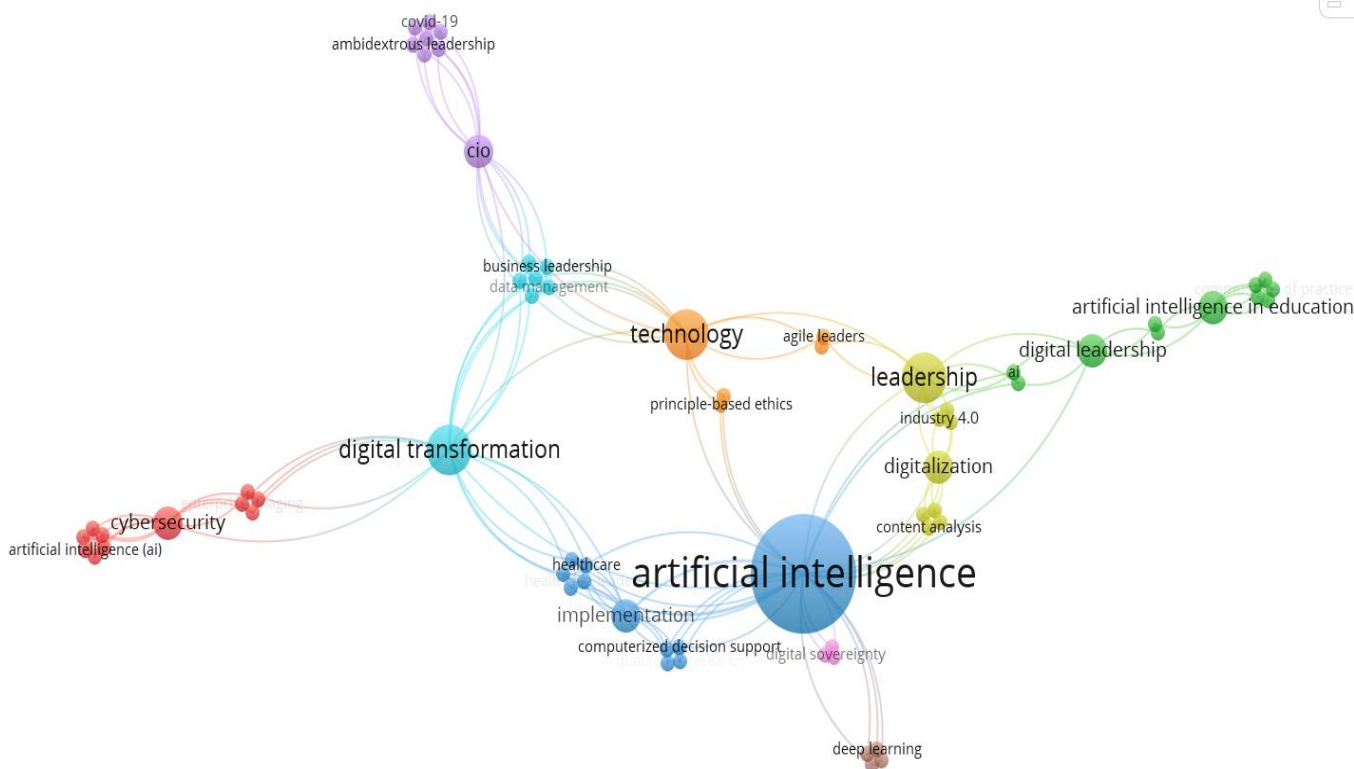 covid-19
ambidextrous leadership
cio
business leadership
data management
artificial intelligence in education
technology
agile leaders
digital leadership
ai
leadership
principle-based ethics
industry 4.0
digital transformation
digitalization
cybersecurity
content analysis
artificial intelligence (ai)
healthcare
artificial intelligence
implementation
computerized decision support
digital sovereignty
deep learning